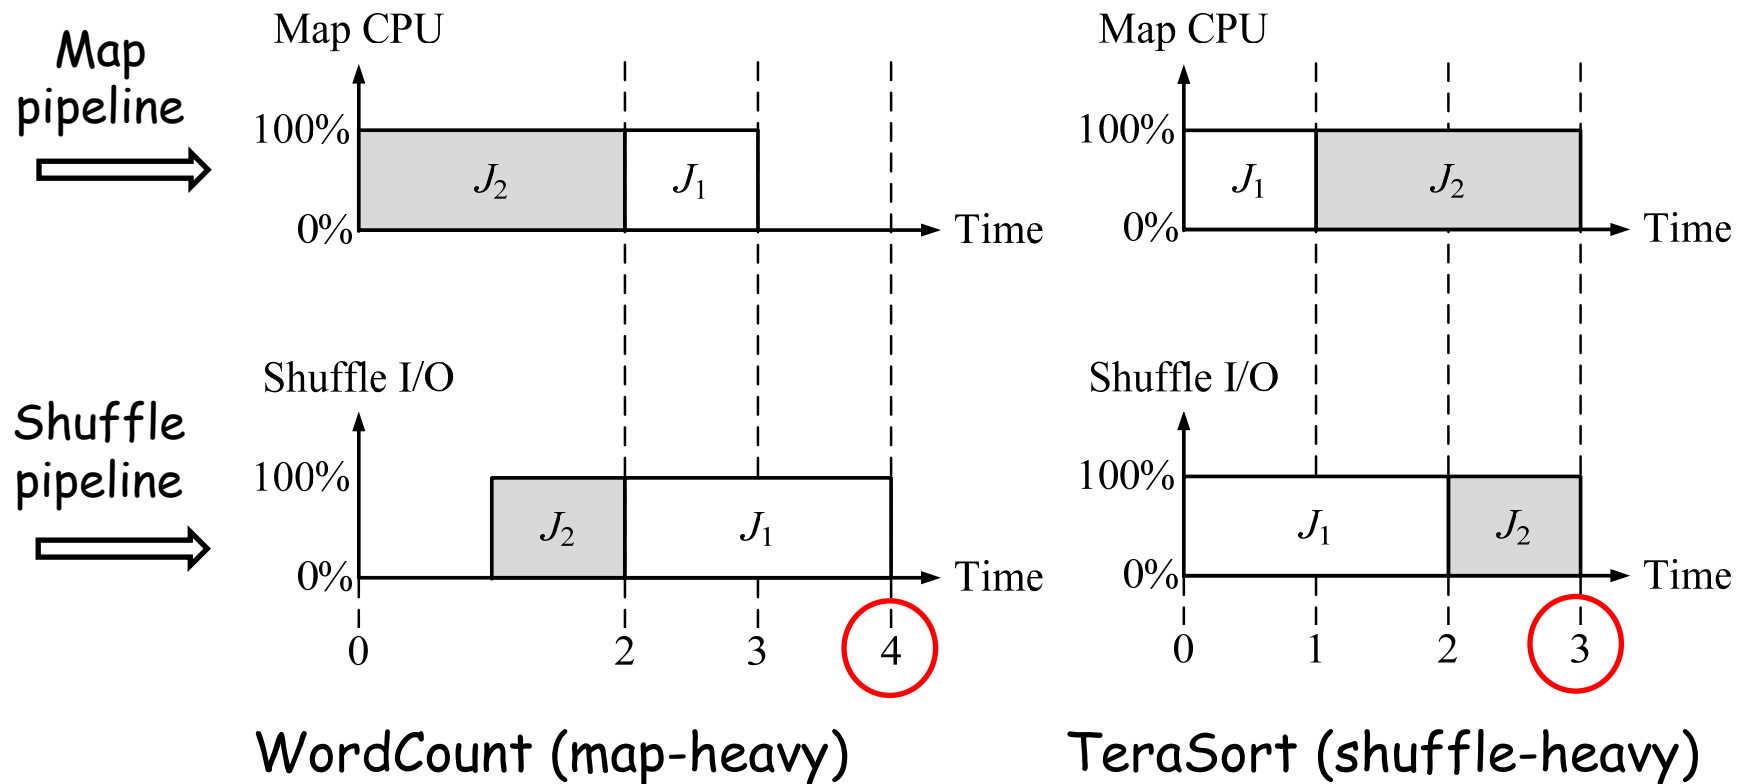 Map
pipeline
Map CPU
100%
0%
J2
J1
Time
Map CPU
100%
0%
J1
J2
Time
Shuffle
pipeline
Shuffle I/O
100%
0%
J2
J1
Time
0 2 3 4
Shuffle I/O
100%
0%
J1
J2
Time
0 1 2 3
WordCount (map-heavy)
TeraSort (shuffle-heavy)